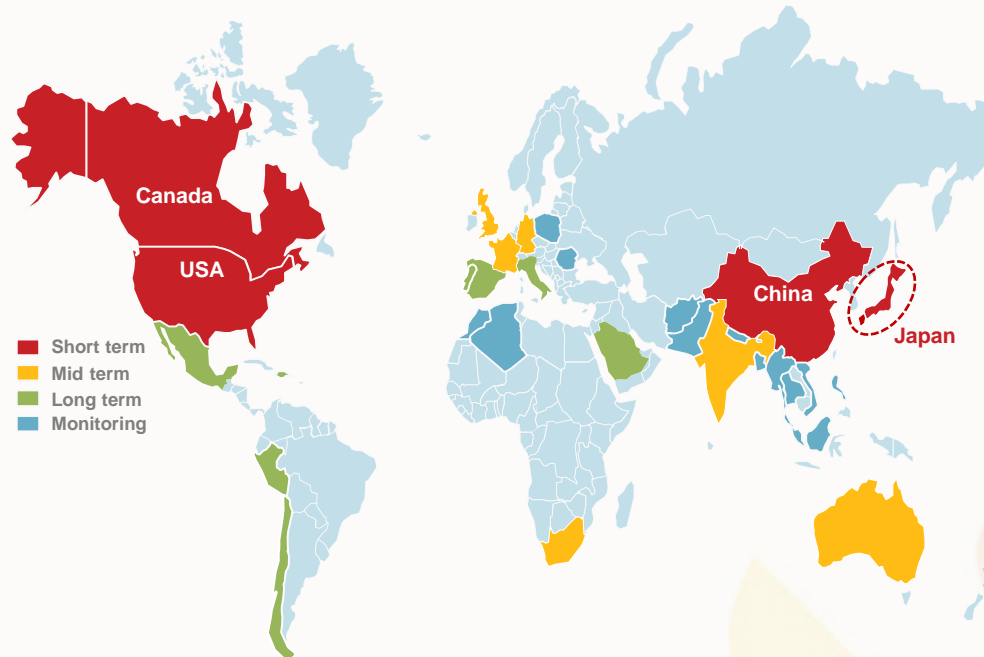 Canada
USA
China
Japan
Short term
Mid term
Long term
Monitoring